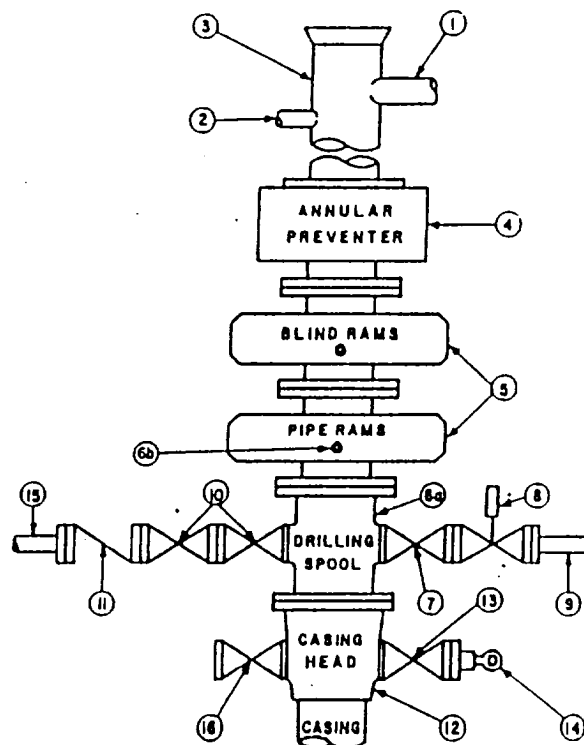 1
3
2
ANNULAR
PREVENTER
4
BLIND RAMS
5
PIPE RAMS
6b
15
10
8a
8
DRILLING
SPOOL
11
7
9
13
CASING
HEAD
16
12
14
CASING